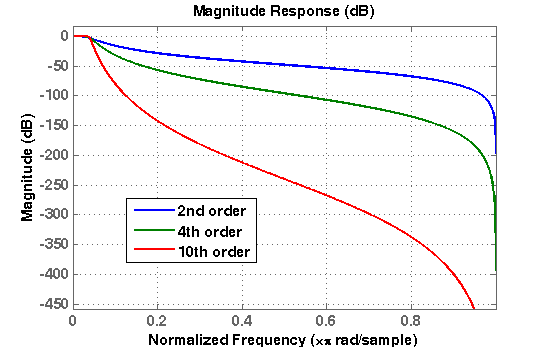 Magnitude Response (dB)
0
-50
-100
-150
-200
-250
-300
-350
-400
-450
Magnitude (dB)
2nd order
4th order
10th order
0 0.2 0.4 0.6 0.8
Normalized Frequency (×π rad/sample)